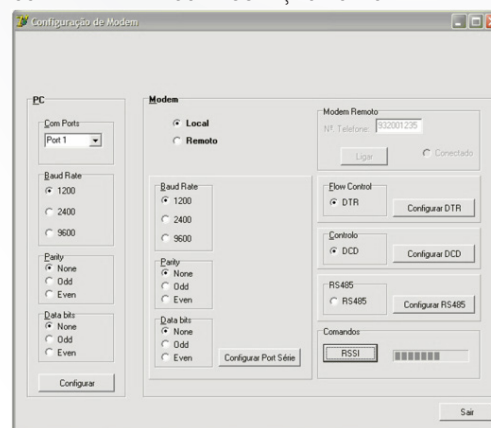 Configuração de Modem
PC
Com Ports
Port 1
Baud Rate
1200
2400
9600
Parity
None
Odd
Even
Data bits
None
Odd
Even
Configurar
Modem
Local
Remoto
Baud Rate
1200
2400
9600
Parity
None
Odd
Even
Data bits
None
Odd
Even
Configurar Port Série
Modem Remoto
Nº Telefone: 932001235
Ligar
Conectado
Flow Control
DTR
Configurar DTR
Controlo
DCD
Configurar DCD
RS485
RS485
Configurar RS485
Comandos
RSSI
Sair